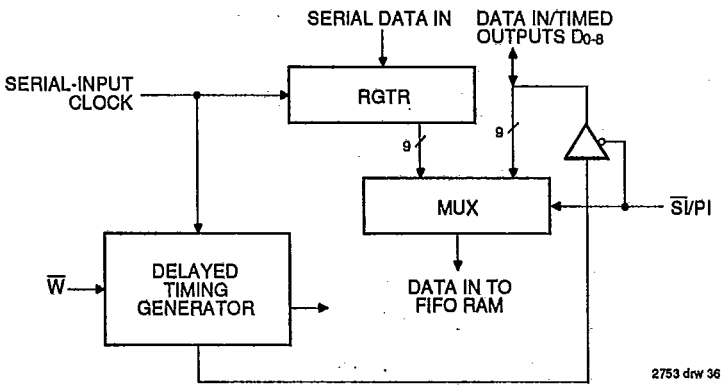 SERIAL DATA IN
DATA IN/TIMED
OUTPUTS D0-8
SERIAL-INPUT
CLOCK
RGTR
9
9
MUX
SI/PI
W
DELAYED
TIMING
GENERATOR
DATA IN TO
FIFO RAM
2753 drw 36